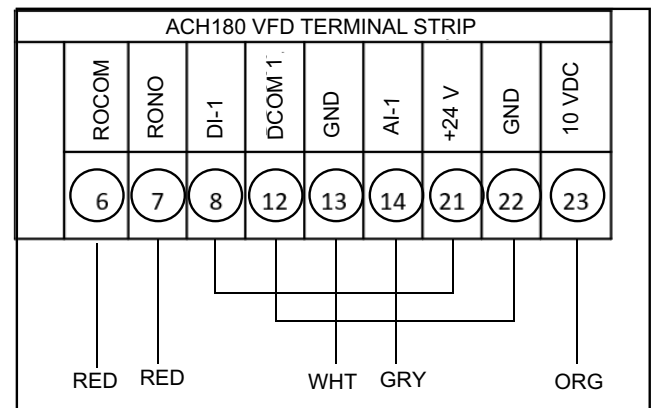 ACH180 VFD TERMINAL STRIP
ROCOM RONO DI-1 DCOM 1 GND AI-1 +24 V GND 10 VDC
6 7 8 12 13 14 21 22 23
RED RED WHT GRY ORG